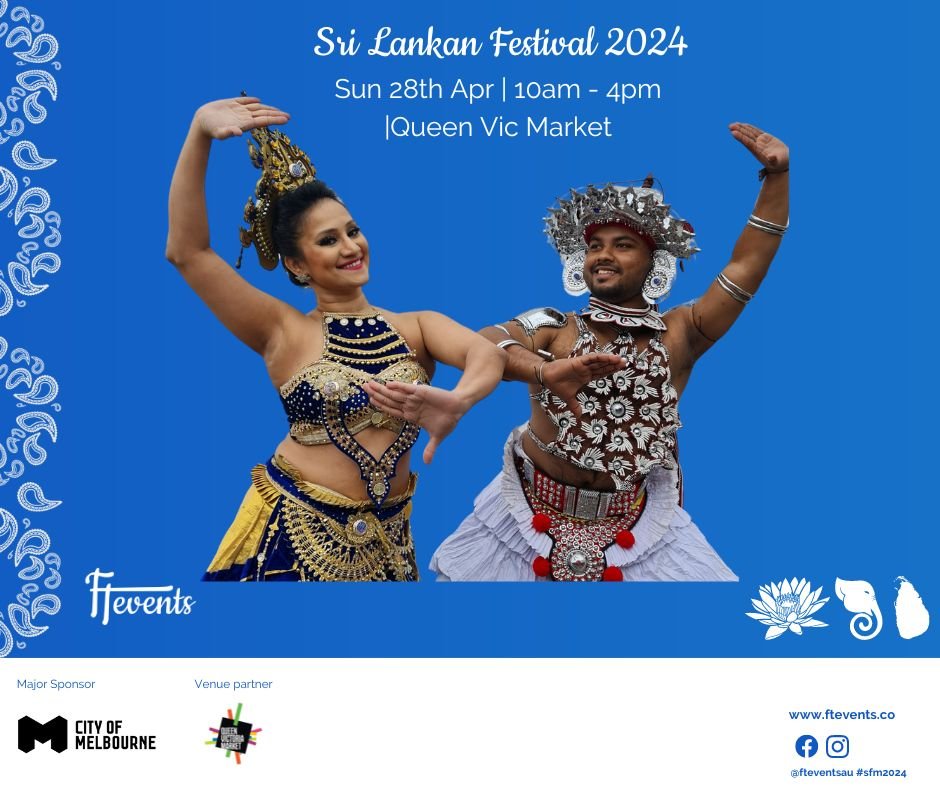 Sri Lankan Festival 2024
Sun 28th Apr | 10am - 4pm
|Queen Vic Market
Ftevents
Major Sponsor
Venue partner
CITY OF
MELBOURNE
QUEEN
VICTORIA
MARKET
www.ftevents.co
@fteventsau #sfm2024